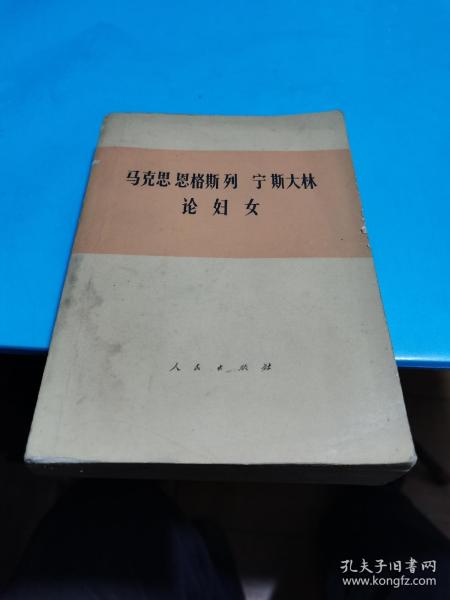 马克思 恩格斯 列 宁 斯大林
论 妇 女
人民出版社
孔夫子旧书网
www.kongfz.com